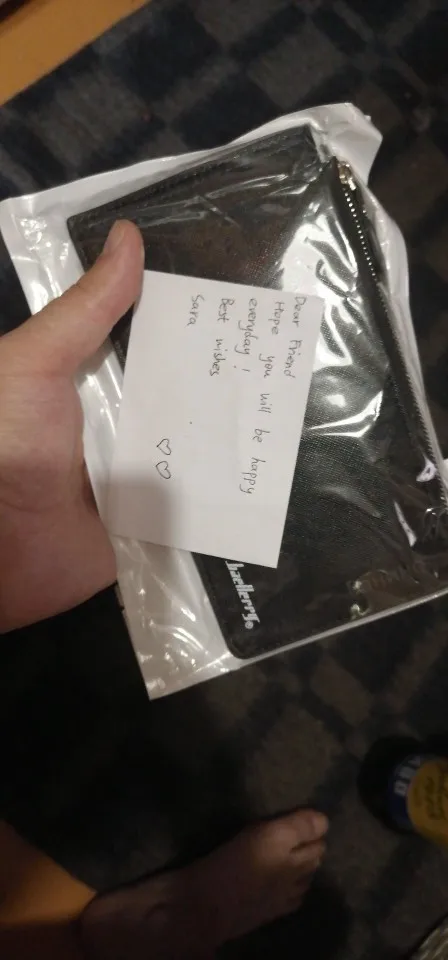 Dear Friend
Hope you will be happy
everyday!
Best wishes
Sara
baellerry